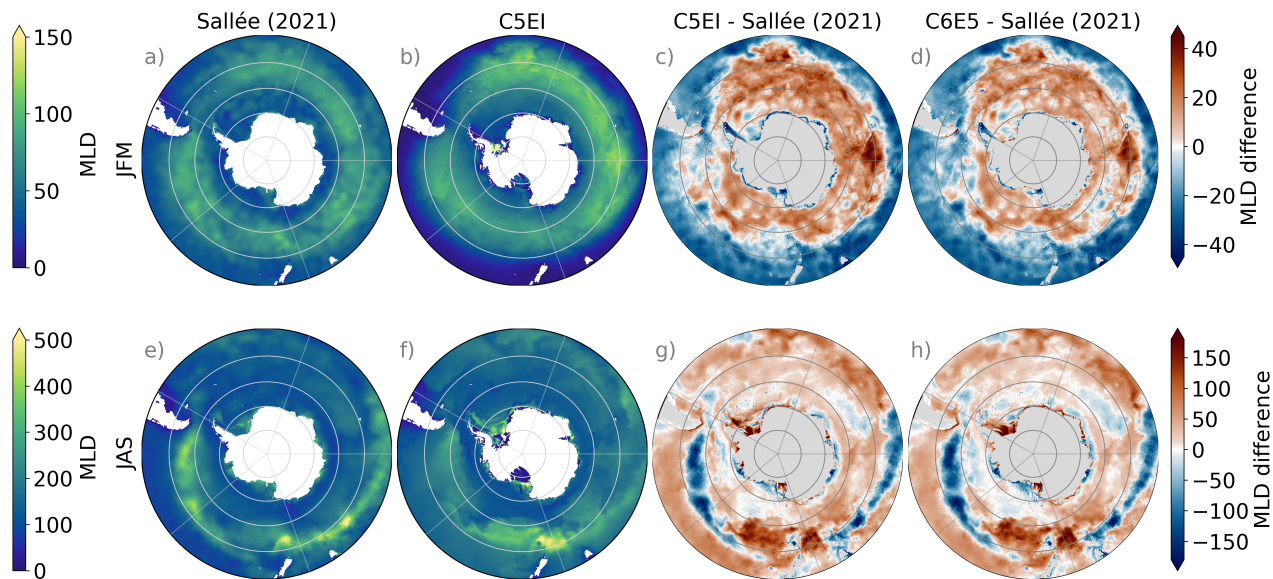 Sallée (2021)
C5EI
C5EI - Sallée (2021)
C6E5 - Sallée (2021)
150
100
50
0
MLD
JFM
a)
b)
c)
d)
40
20
0
−20
−40
MLD difference
500
400
300
200
100
0
MLD
JAS
e)
f)
g)
h)
150
100
50
0
−50
−100
−150
MLD difference